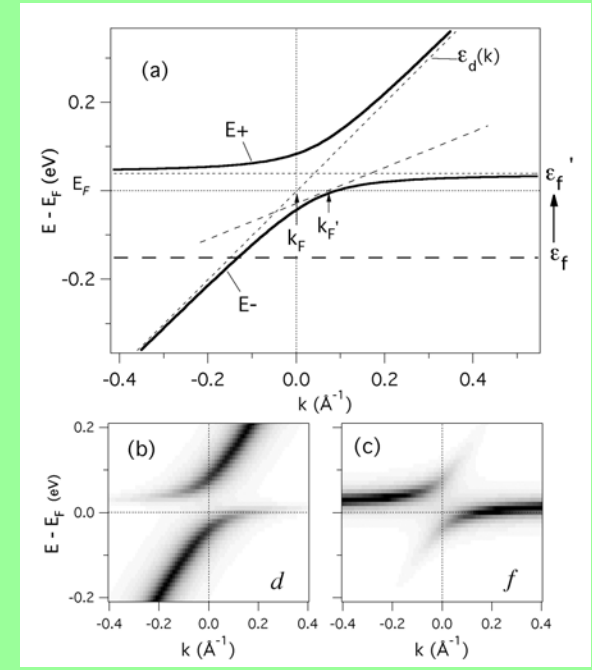 (a)
ε_d(k)
E+
0.2
E_F
ε_f'
k_F
k_F'
ε_f
-0.2
E-
E - E_F (eV)
-0.4 -0.2 0.0 0.2 0.4
k (Å⁻¹)
(b)
(c)
0.2
0.0
-0.2
E - E_F (eV)
d
f
-0.4 -0.2 0.0 0.2 0.4
-0.4 -0.2 0.0 0.2 0.4
k (Å⁻¹)
k (Å⁻¹)